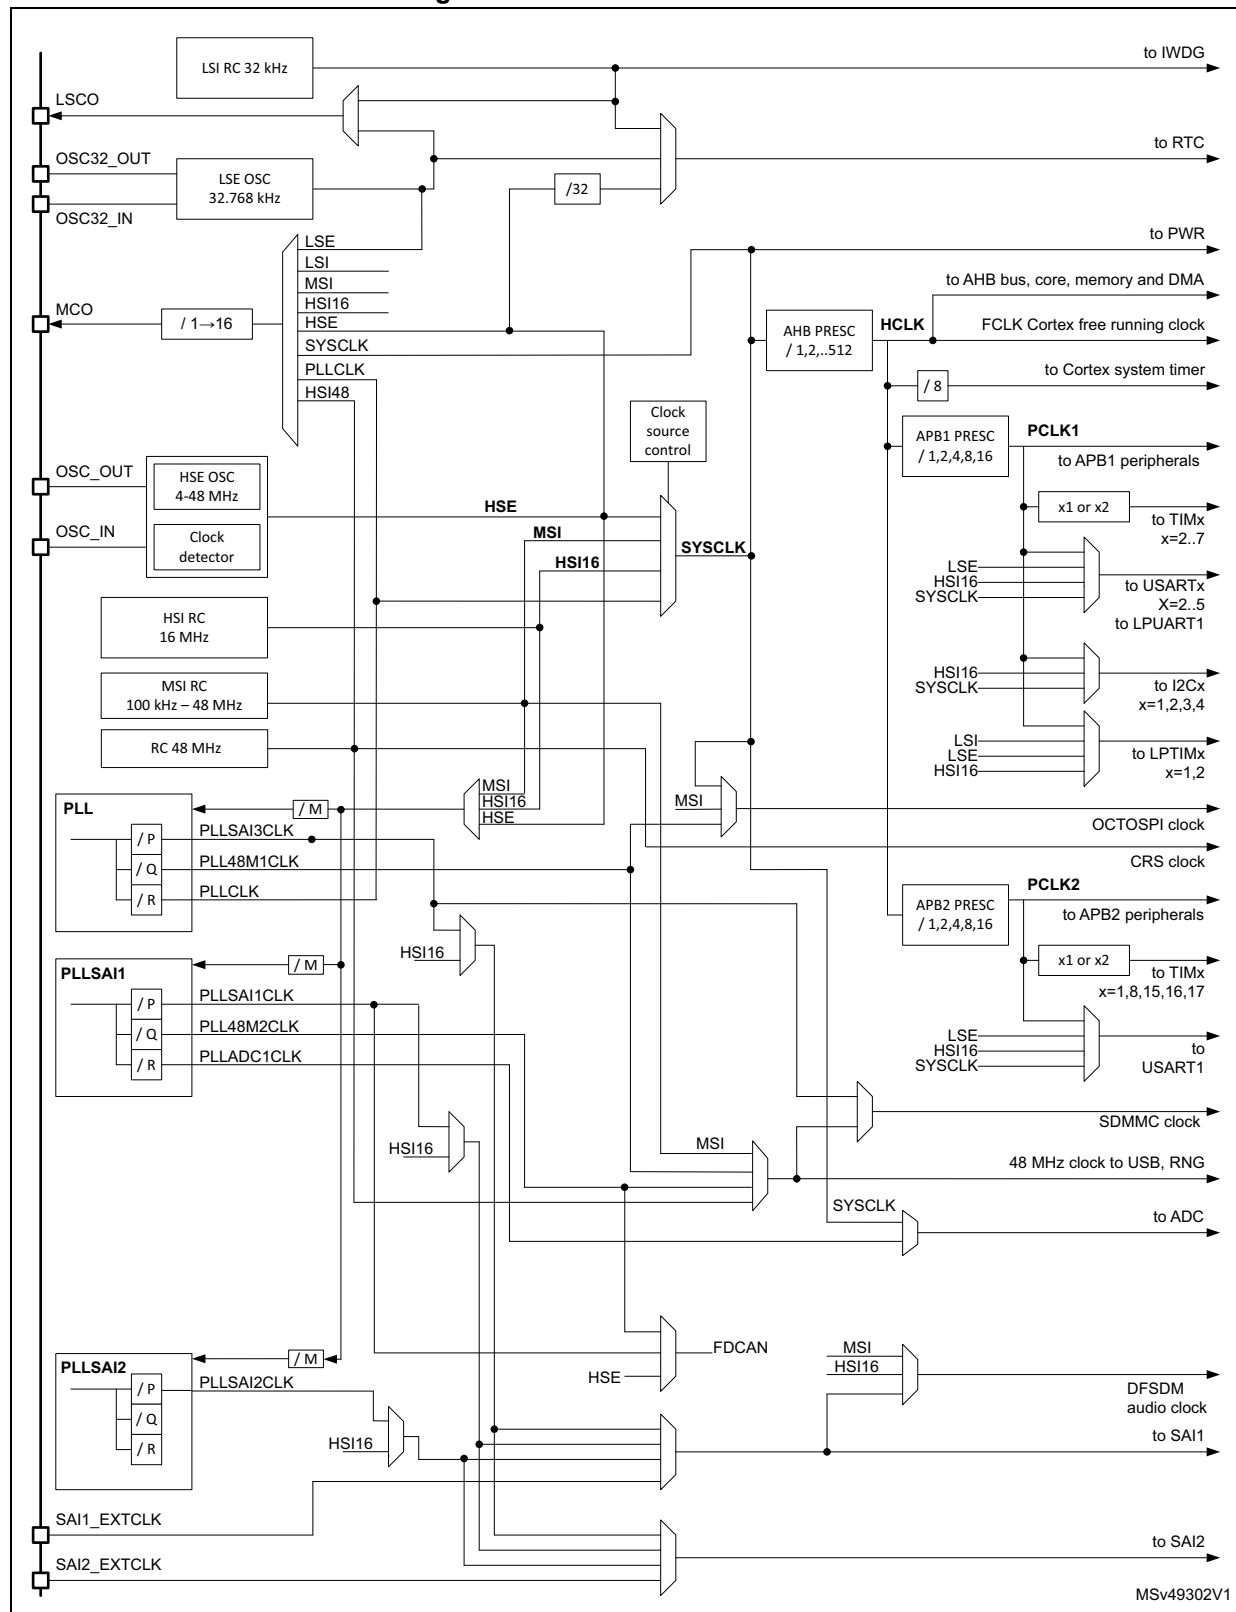 LSI RC 32 kHz
to IWDG
LSCO
OSC32_OUT
to RTC
LSE OSC
32.768 kHz
/32
OSC32_IN
LSE
to PWR
LSI
MSI
to AHB bus, core, memory and DMA
HSI16
MCO
/ 1→16
HSE
AHB PRESC
/ 1,2,..512
HCLK
FCLK Cortex free running clock
SYSCLK
PLLCLK
to Cortex system timer
/ 8
HSI48
Clock
source
control
APB1 PRESC
/ 1,2,4,8,16
PCLK1
to APB1 peripherals
OSC_OUT
HSE OSC
4-48 MHz
HSE
x1 or x2
to TIMx
x=2..7
OSC_IN
Clock
detector
MSI
SYSCLK
HSI16
LSE
HSI16
SYSCLK
to USARTx
X=2..5
to LPUART1
HSI RC
16 MHz
MSI RC
100 kHz – 48 MHz
HSI16
SYSCLK
to I2Cx
x=1,2,3,4
RC 48 MHz
LSI
LSE
HSI16
to LPTIMx
x=1,2
MSI
HSI16
HSE
MSI
OCTOSPI clock
PLL
/ M
/ P
PLLSAI3CLK
/ Q
PLL48M1CLK
/ R
PLLCLK
CRS clock
APB2 PRESC
/ 1,2,4,8,16
PCLK2
to APB2 peripherals
HSI16
PLLSAI1
/ M
/ P
PLLSAI1CLK
/ Q
PLL48M2CLK
/ R
PLLADC1CLK
x1 or x2
to TIMx
x=1,8,15,16,17
LSE
HSI16
SYSCLK
to
USART1
SDMMC clock
HSI16
MSI
48 MHz clock to USB, RNG
SYSCLK
to ADC
PLLSAI2
/ M
/ P
PLLSAI2CLK
/ Q
/ R
FDCAN
HSE
MSI
HSI16
DFSDM
audio clock
HSI16
to SAI1
SAI1_EXTCLK
to SAI2
SAI2_EXTCLK
MSv49302V1